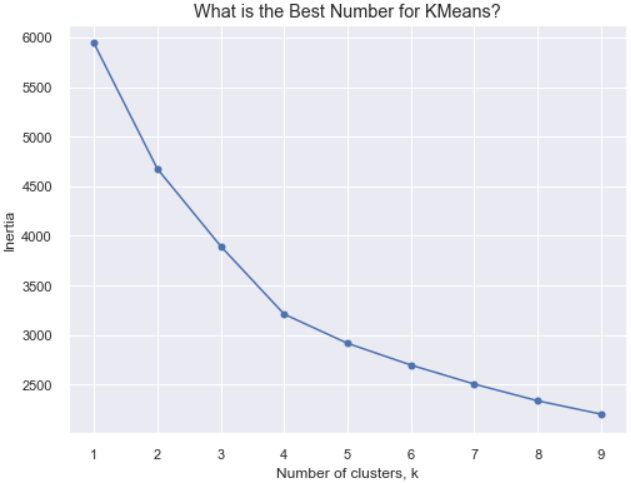 What is the Best Number for KMeans?
6000
5500
5000
4500
4000
3500
3000
2500
Inertia
1 2 3 4 5 6 7 8 9
Number of clusters, k